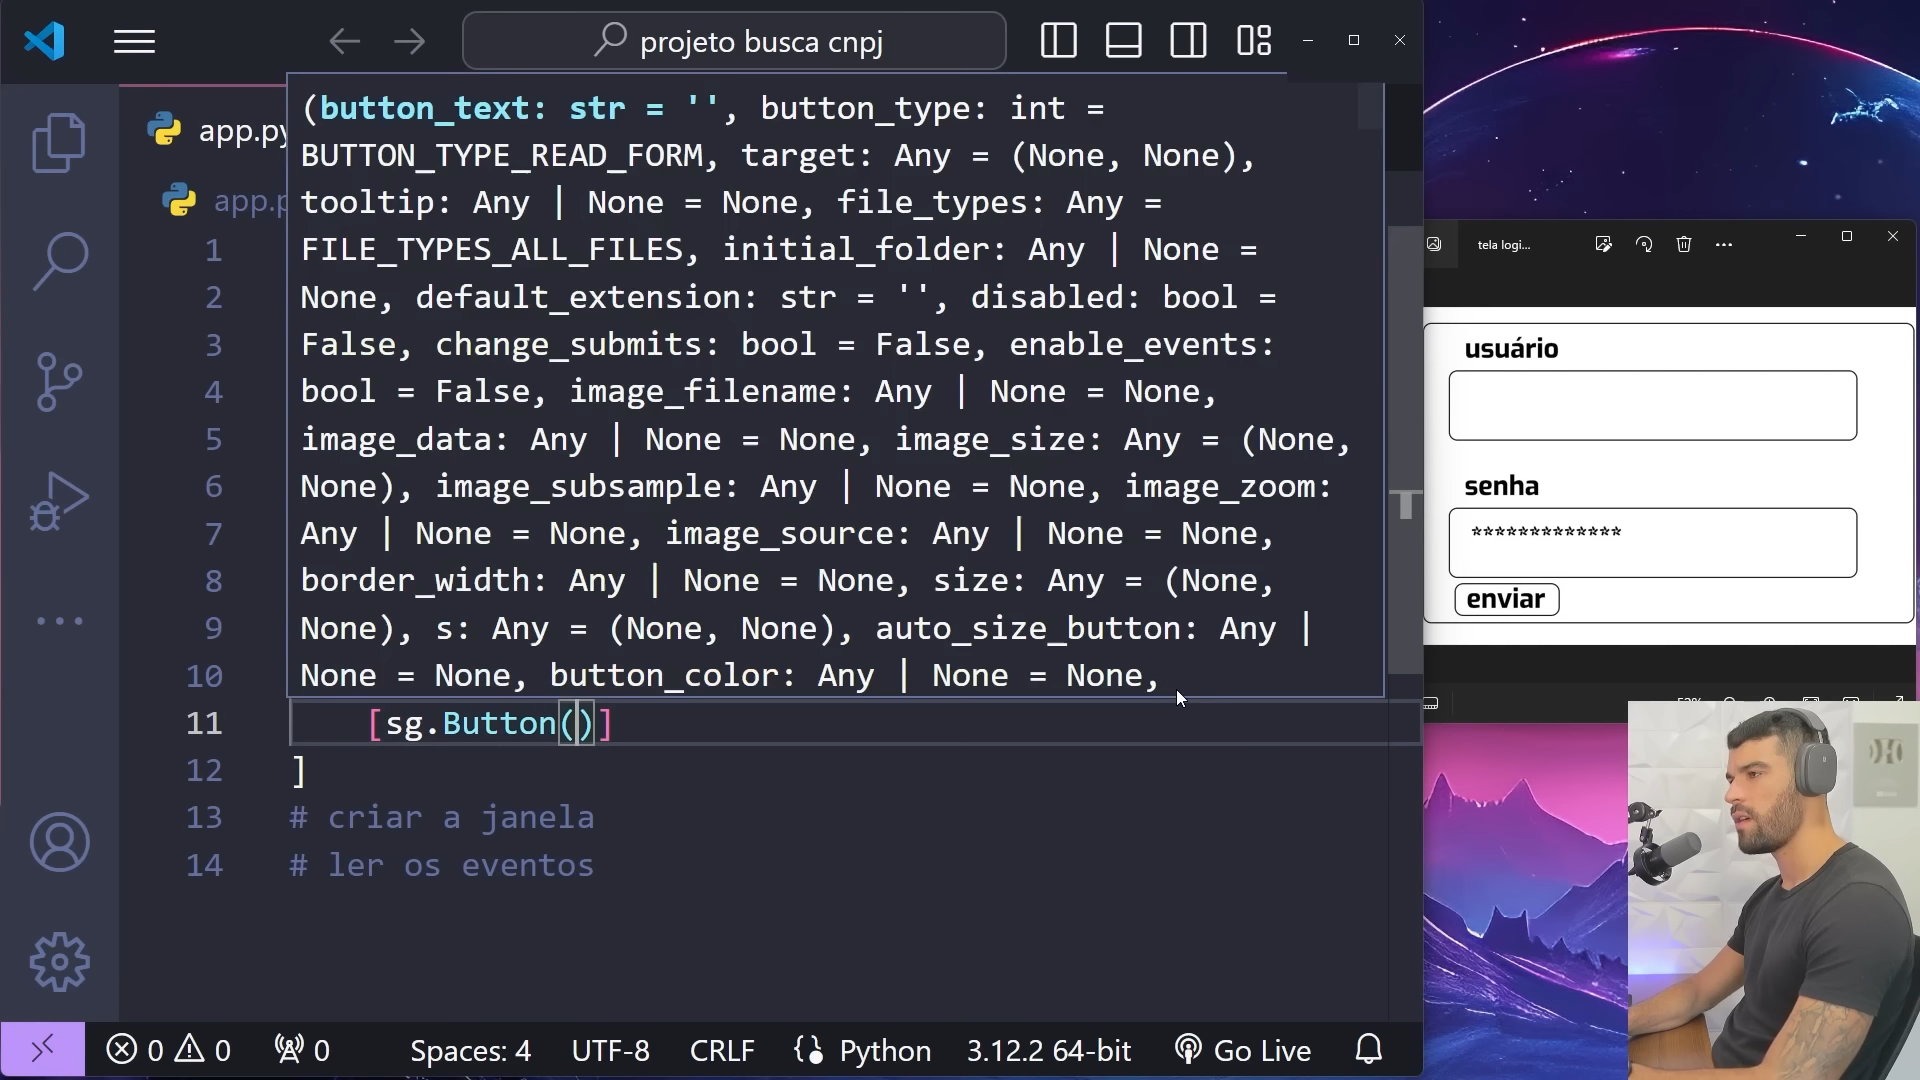 projeto busca cnpj
app.py
app.p
(button_text: str = '', button_type: int =
BUTTON_TYPE_READ_FORM, target: Any = (None, None),
tooltip: Any | None = None, file_types: Any =
FILE_TYPES_ALL_FILES, initial_folder: Any | None =
None, default_extension: str = '', disabled: bool =
False, change_submits: bool = False, enable_events:
bool = False, image_filename: Any | None = None,
image_data: Any | None = None, image_size: Any = (None,
None), image_subsample: Any | None = None, image_zoom:
Any | None = None, image_source: Any | None = None,
border_width: Any | None = None, size: Any = (None,
None), s: Any = (None, None), auto_size_button: Any |
None = None, button_color: Any | None = None,
1
2
3
4
5
6
7
8
9
10
11 [sg.Button()]
12 ]
13 # criar a janela
14 # ler os eventos
0 0 0 Spaces: 4 UTF-8 CRLF Python 3.12.2 64-bit Go Live
tela logi...
usuário
senha
*************
enviar